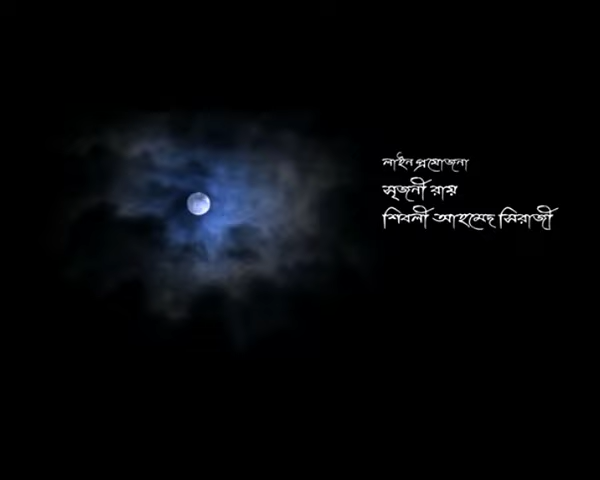 লাইন প্রযোজনা
সৃজনী রায়
শিবলী আহমেদ সিরাজী